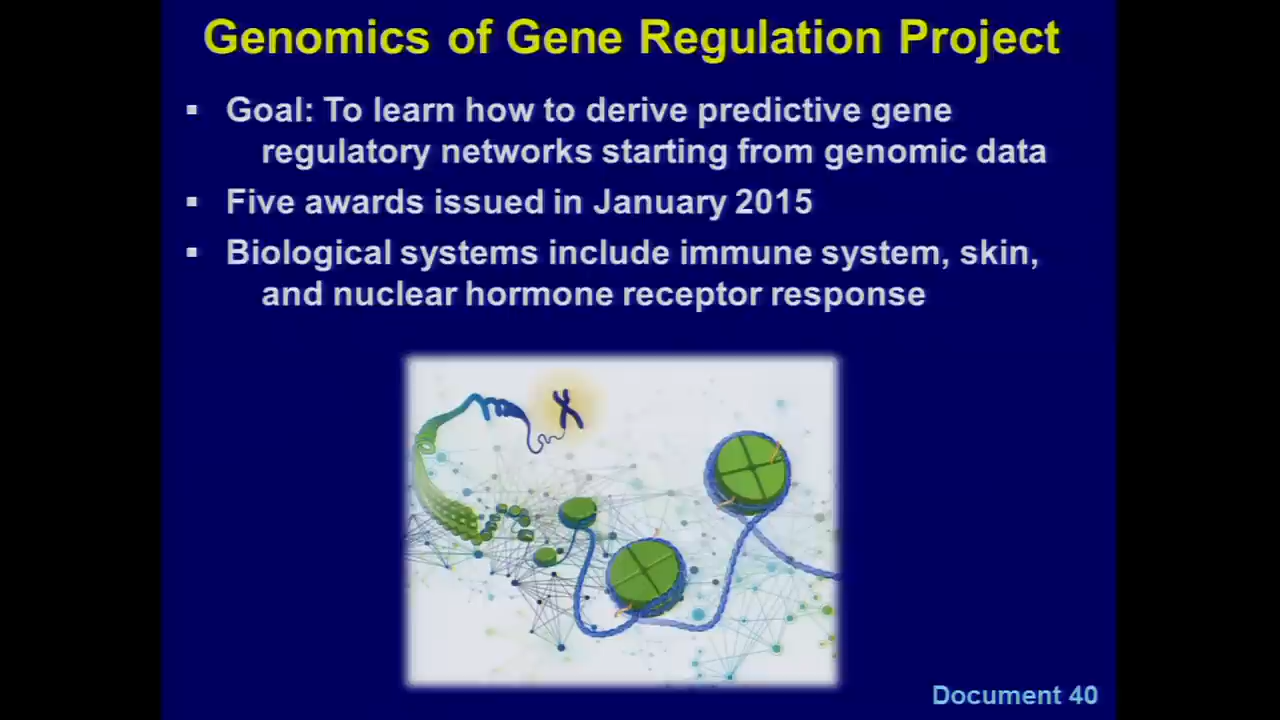 Genomics of Gene Regulation Project
▪ Goal: To learn how to derive predictive gene
regulatory networks starting from genomic data
▪ Five awards issued in January 2015
▪ Biological systems include immune system, skin,
and nuclear hormone receptor response
Document 40